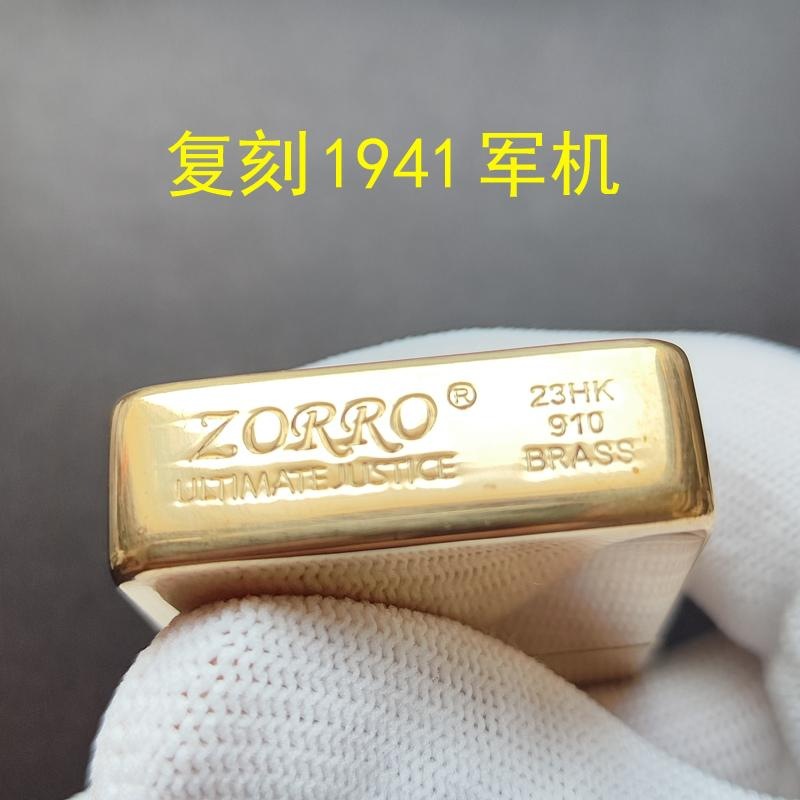 复刻1941军机
ZORRO®
ULTIMATE JUSTICE
23HK
910
BRASS